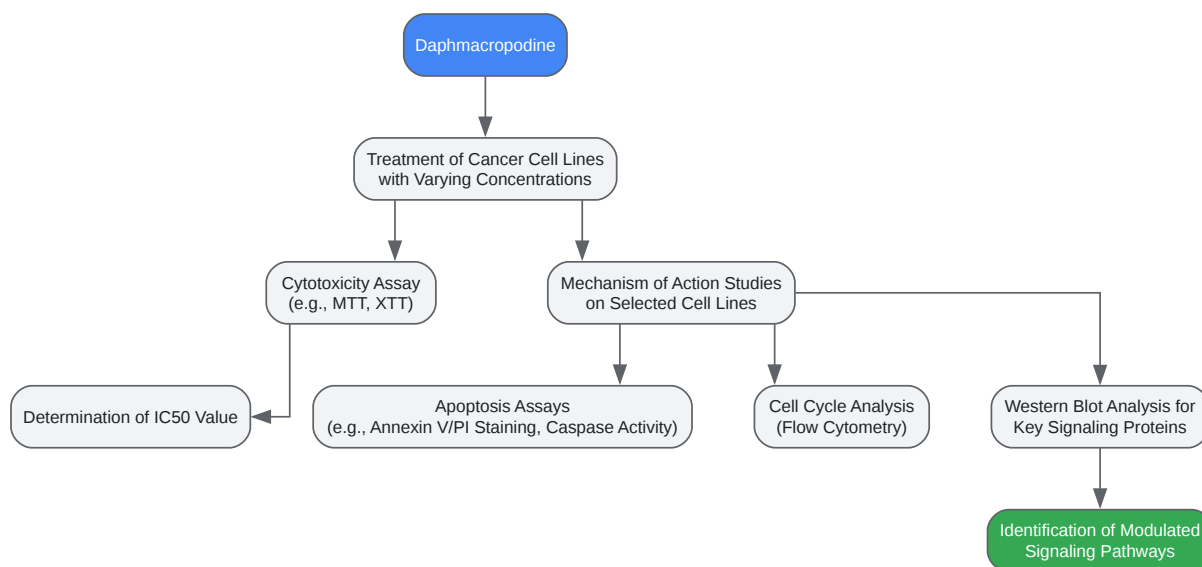 Daphmacropodine
Treatment of Cancer Cell Lines
with Varying Concentrations
Cytotoxicity Assay
(e.g., MTT, XTT)
Mechanism of Action Studies
on Selected Cell Lines
Determination of IC50 Value
Apoptosis Assays
(e.g., Annexin V/PI Staining, Caspase Activity)
Cell Cycle Analysis
(Flow Cytometry)
Western Blot Analysis for
Key Signaling Proteins
Identification of Modulated
Signaling Pathways